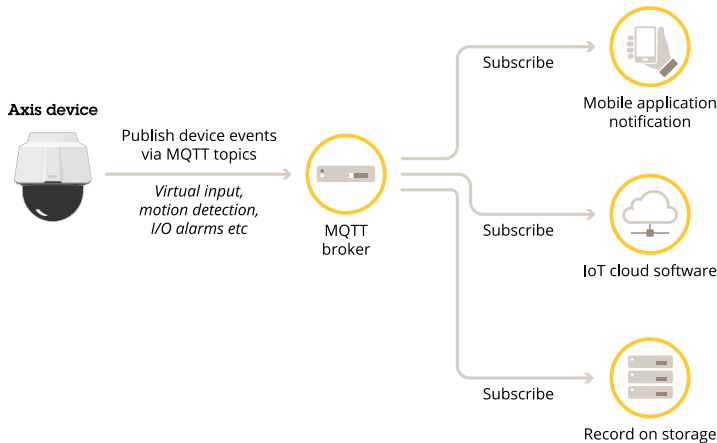 Axis device
Publish device events
via MQTT topics
Virtual input,
motion detection,
I/O alarms etc
MQTT
broker
Subscribe
Mobile application
notification
Subscribe
IoT cloud software
Subscribe
Record on storage